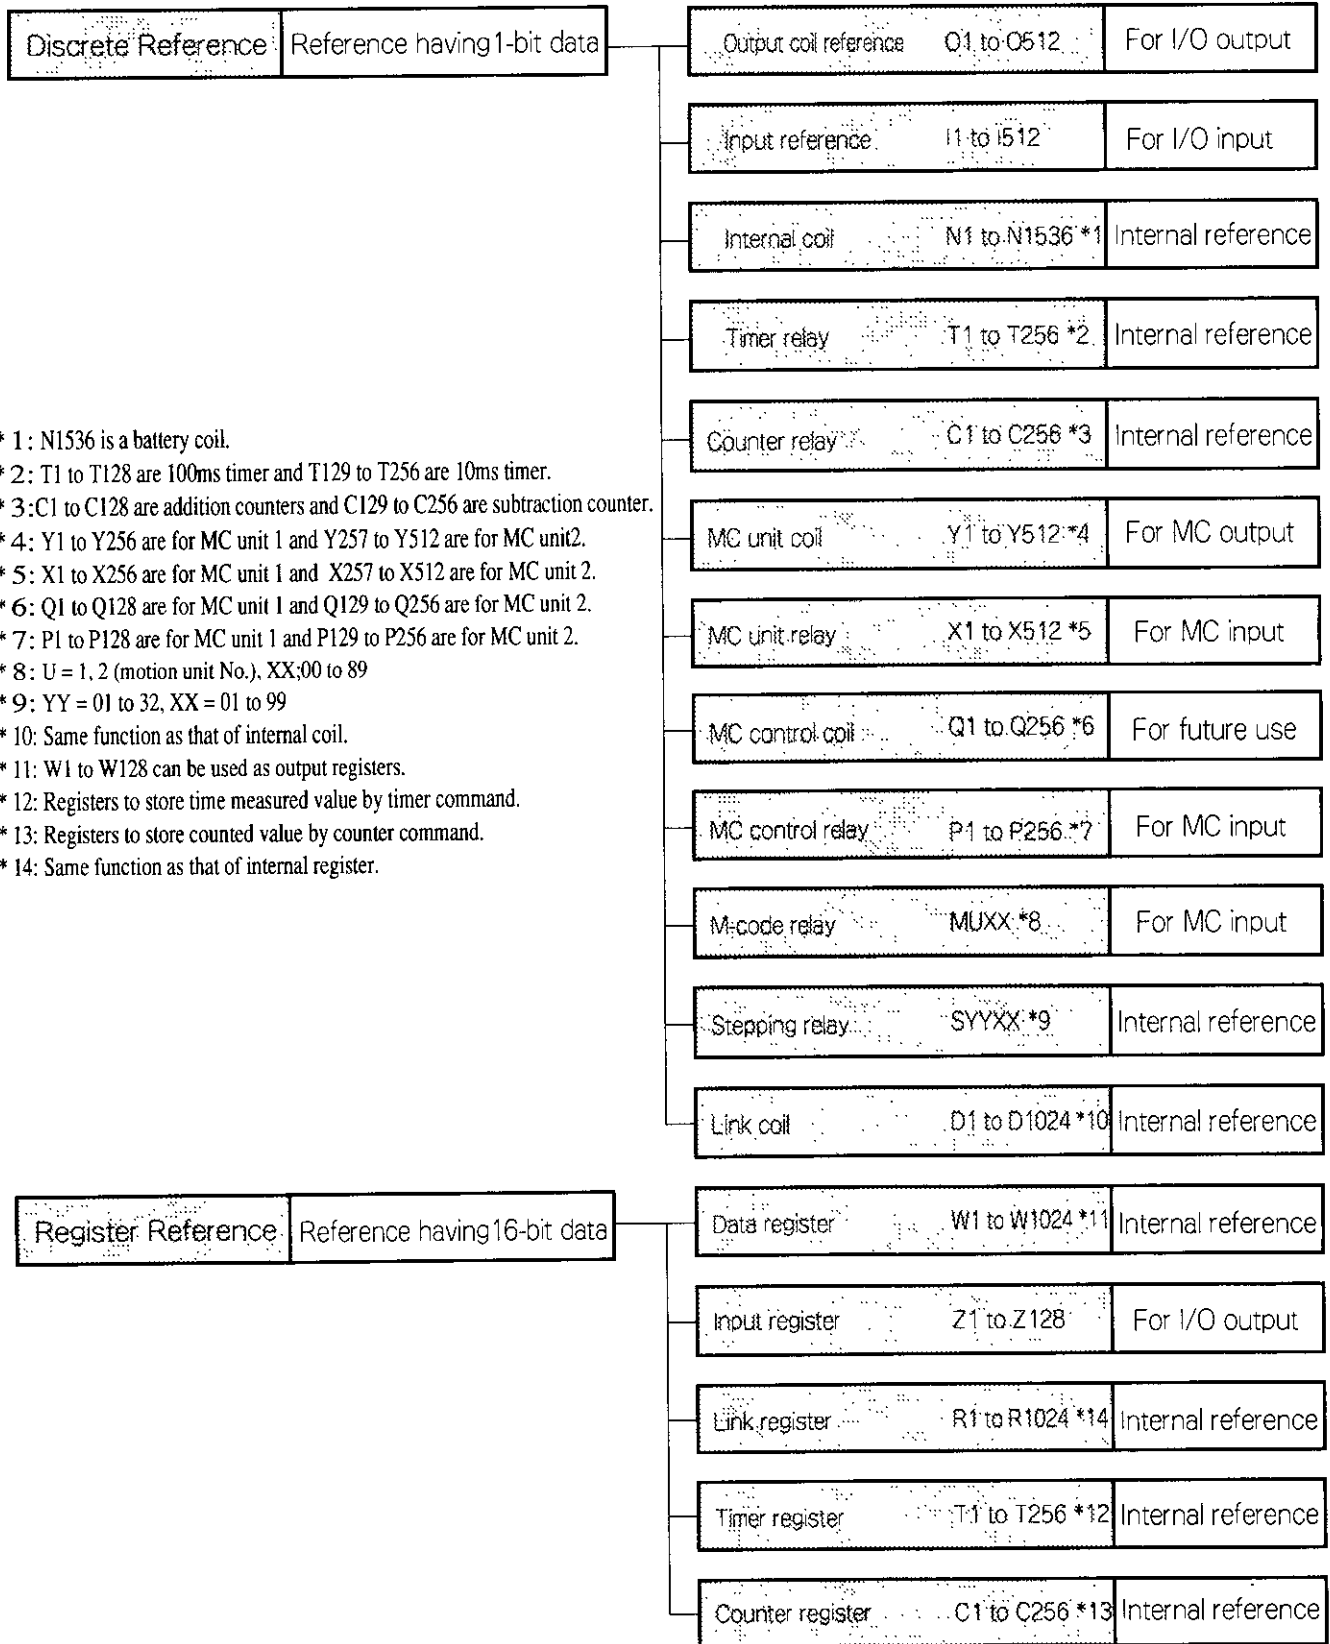 Discrete Reference Reference having 1-bit data
Output coil reference O1 to O512 For I/O output
Input reference I1 to I512 For I/O input
Internal coil N1 to N1536 *1 Internal reference
Timer relay T1 to T256 *2 Internal reference
Counter relay C1 to C256 *3 Internal reference
MC unit coil Y1 to Y512 *4 For MC output
MC unit relay X1 to X512 *5 For MC input
MC control coil Q1 to Q256 *6 For future use
MC control relay P1 to P256 *7 For MC input
M-code relay MUXX *8 For MC input
Stepping relay SYYXX *9 Internal reference
Link coil D1 to D1024 *10 Internal reference
* 1: N1536 is a battery coil.
* 2: T1 to T128 are 100ms timer and T129 to T256 are 10ms timer.
* 3:C1 to C128 are addition counters and C129 to C256 are subtraction counter.
* 4: Y1 to Y256 are for MC unit 1 and Y257 to Y512 are for MC unit2.
* 5: X1 to X256 are for MC unit 1 and X257 to X512 are for MC unit 2.
* 6: Q1 to Q128 are for MC unit 1 and Q129 to Q256 are for MC unit 2.
* 7: P1 to P128 are for MC unit 1 and P129 to P256 are for MC unit 2.
* 8: U = 1, 2 (motion unit No.), XX;00 to 89
* 9: YY = 01 to 32, XX = 01 to 99
* 10: Same function as that of internal coil.
* 11: W1 to W128 can be used as output registers.
* 12: Registers to store time measured value by timer command.
* 13: Registers to store counted value by counter command.
* 14: Same function as that of internal register.
Register Reference Reference having 16-bit data
Data register W1 to W1024 *11 Internal reference
Input register Z1 to Z128 For I/O output
Link register R1 to R1024 *14 Internal reference
Timer register T1 to T256 *12 Internal reference
Counter register C1 to C256 *13 Internal reference